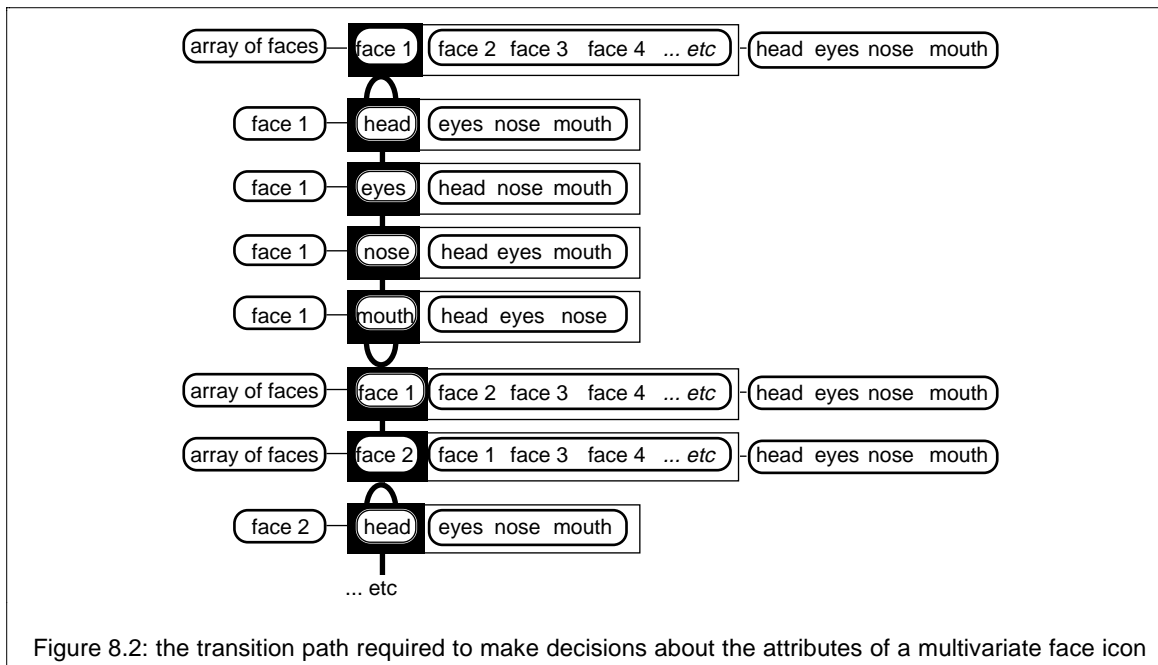 array of faces face 1 face 2 face 3 face 4 ... etc head eyes nose mouth
face 1 head eyes nose mouth
face 1 eyes head nose mouth
face 1 nose head eyes mouth
face 1 mouth head eyes nose
array of faces face 1 face 2 face 3 face 4 ... etc head eyes nose mouth
array of faces face 2 face 1 face 3 face 4 ... etc head eyes nose mouth
face 2 head eyes nose mouth
... etc
Figure 8.2: the transition path required to make decisions about the attributes of a multivariate face icon